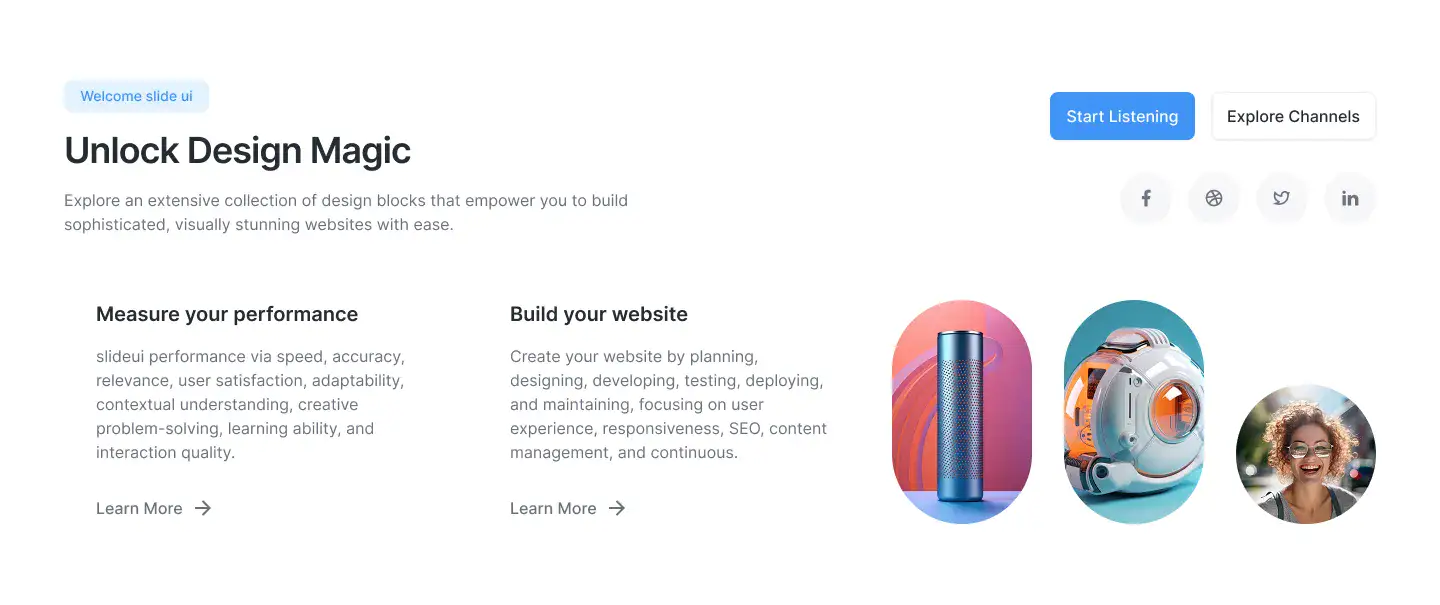 Welcome slide ui
Unlock Design Magic
Explore an extensive collection of design blocks that empower you to build
sophisticated, visually stunning websites with ease.
Start Listening
Explore Channels
Measure your performance
slideui performance via speed, accuracy,
relevance, user satisfaction, adaptability,
contextual understanding, creative
problem-solving, learning ability, and
interaction quality.
Learn More
Build your website
Create your website by planning,
designing, developing, testing, deploying,
and maintaining, focusing on user
experience, responsiveness, SEO, content
management, and continuous.
Learn More